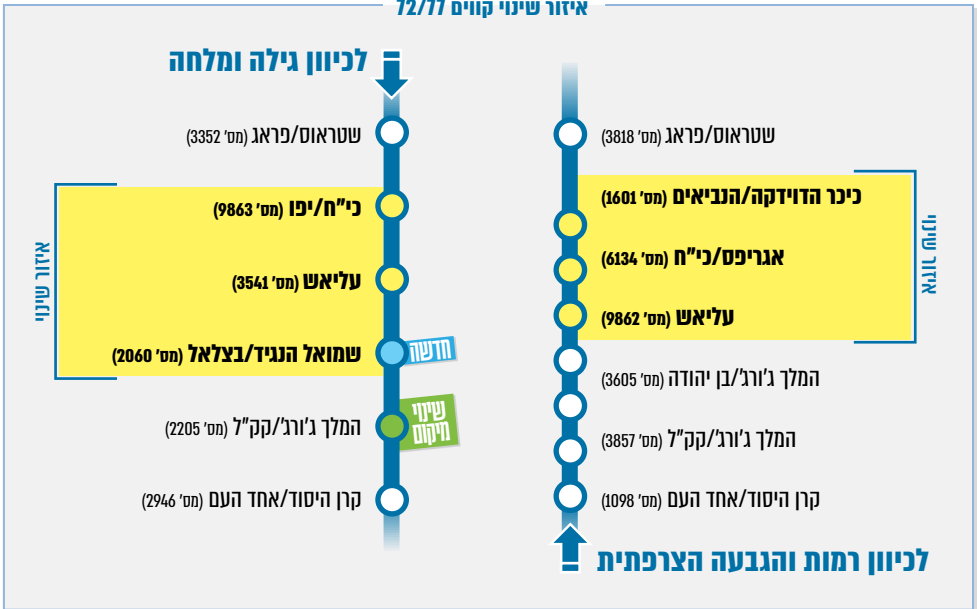 איזור שינוי קווים 72/77
לכיוון גילה ומלחה
שטראוס/פראג (מס' 3818)
כיכר הדוידקה/הנביאים (מס' 1601)
אגריפס/כי"ח (מס' 6134)
עליאש (מס' 9862)
המלך ג'ורג'/בן יהודה (מס' 3605)
המלך ג'ורג'/קק"ל (מס' 3857)
קרן היסוד/אחד העם (מס' 1098)
איזור שינוי
לכיוון רמות והגבעה הצרפתית
שטראוס/פראג (מס' 3352)
כי"ח/יפו (מס' 9863)
עליאש (מס' 3541)
שמואל הנגיד/בצלאל (מס' 2060)
חדשה
המלך ג'ורג'/קק"ל (מס' 2205)
שינוי
מיקום
קרן היסוד/אחד העם (מס' 2946)
איזור שינוי